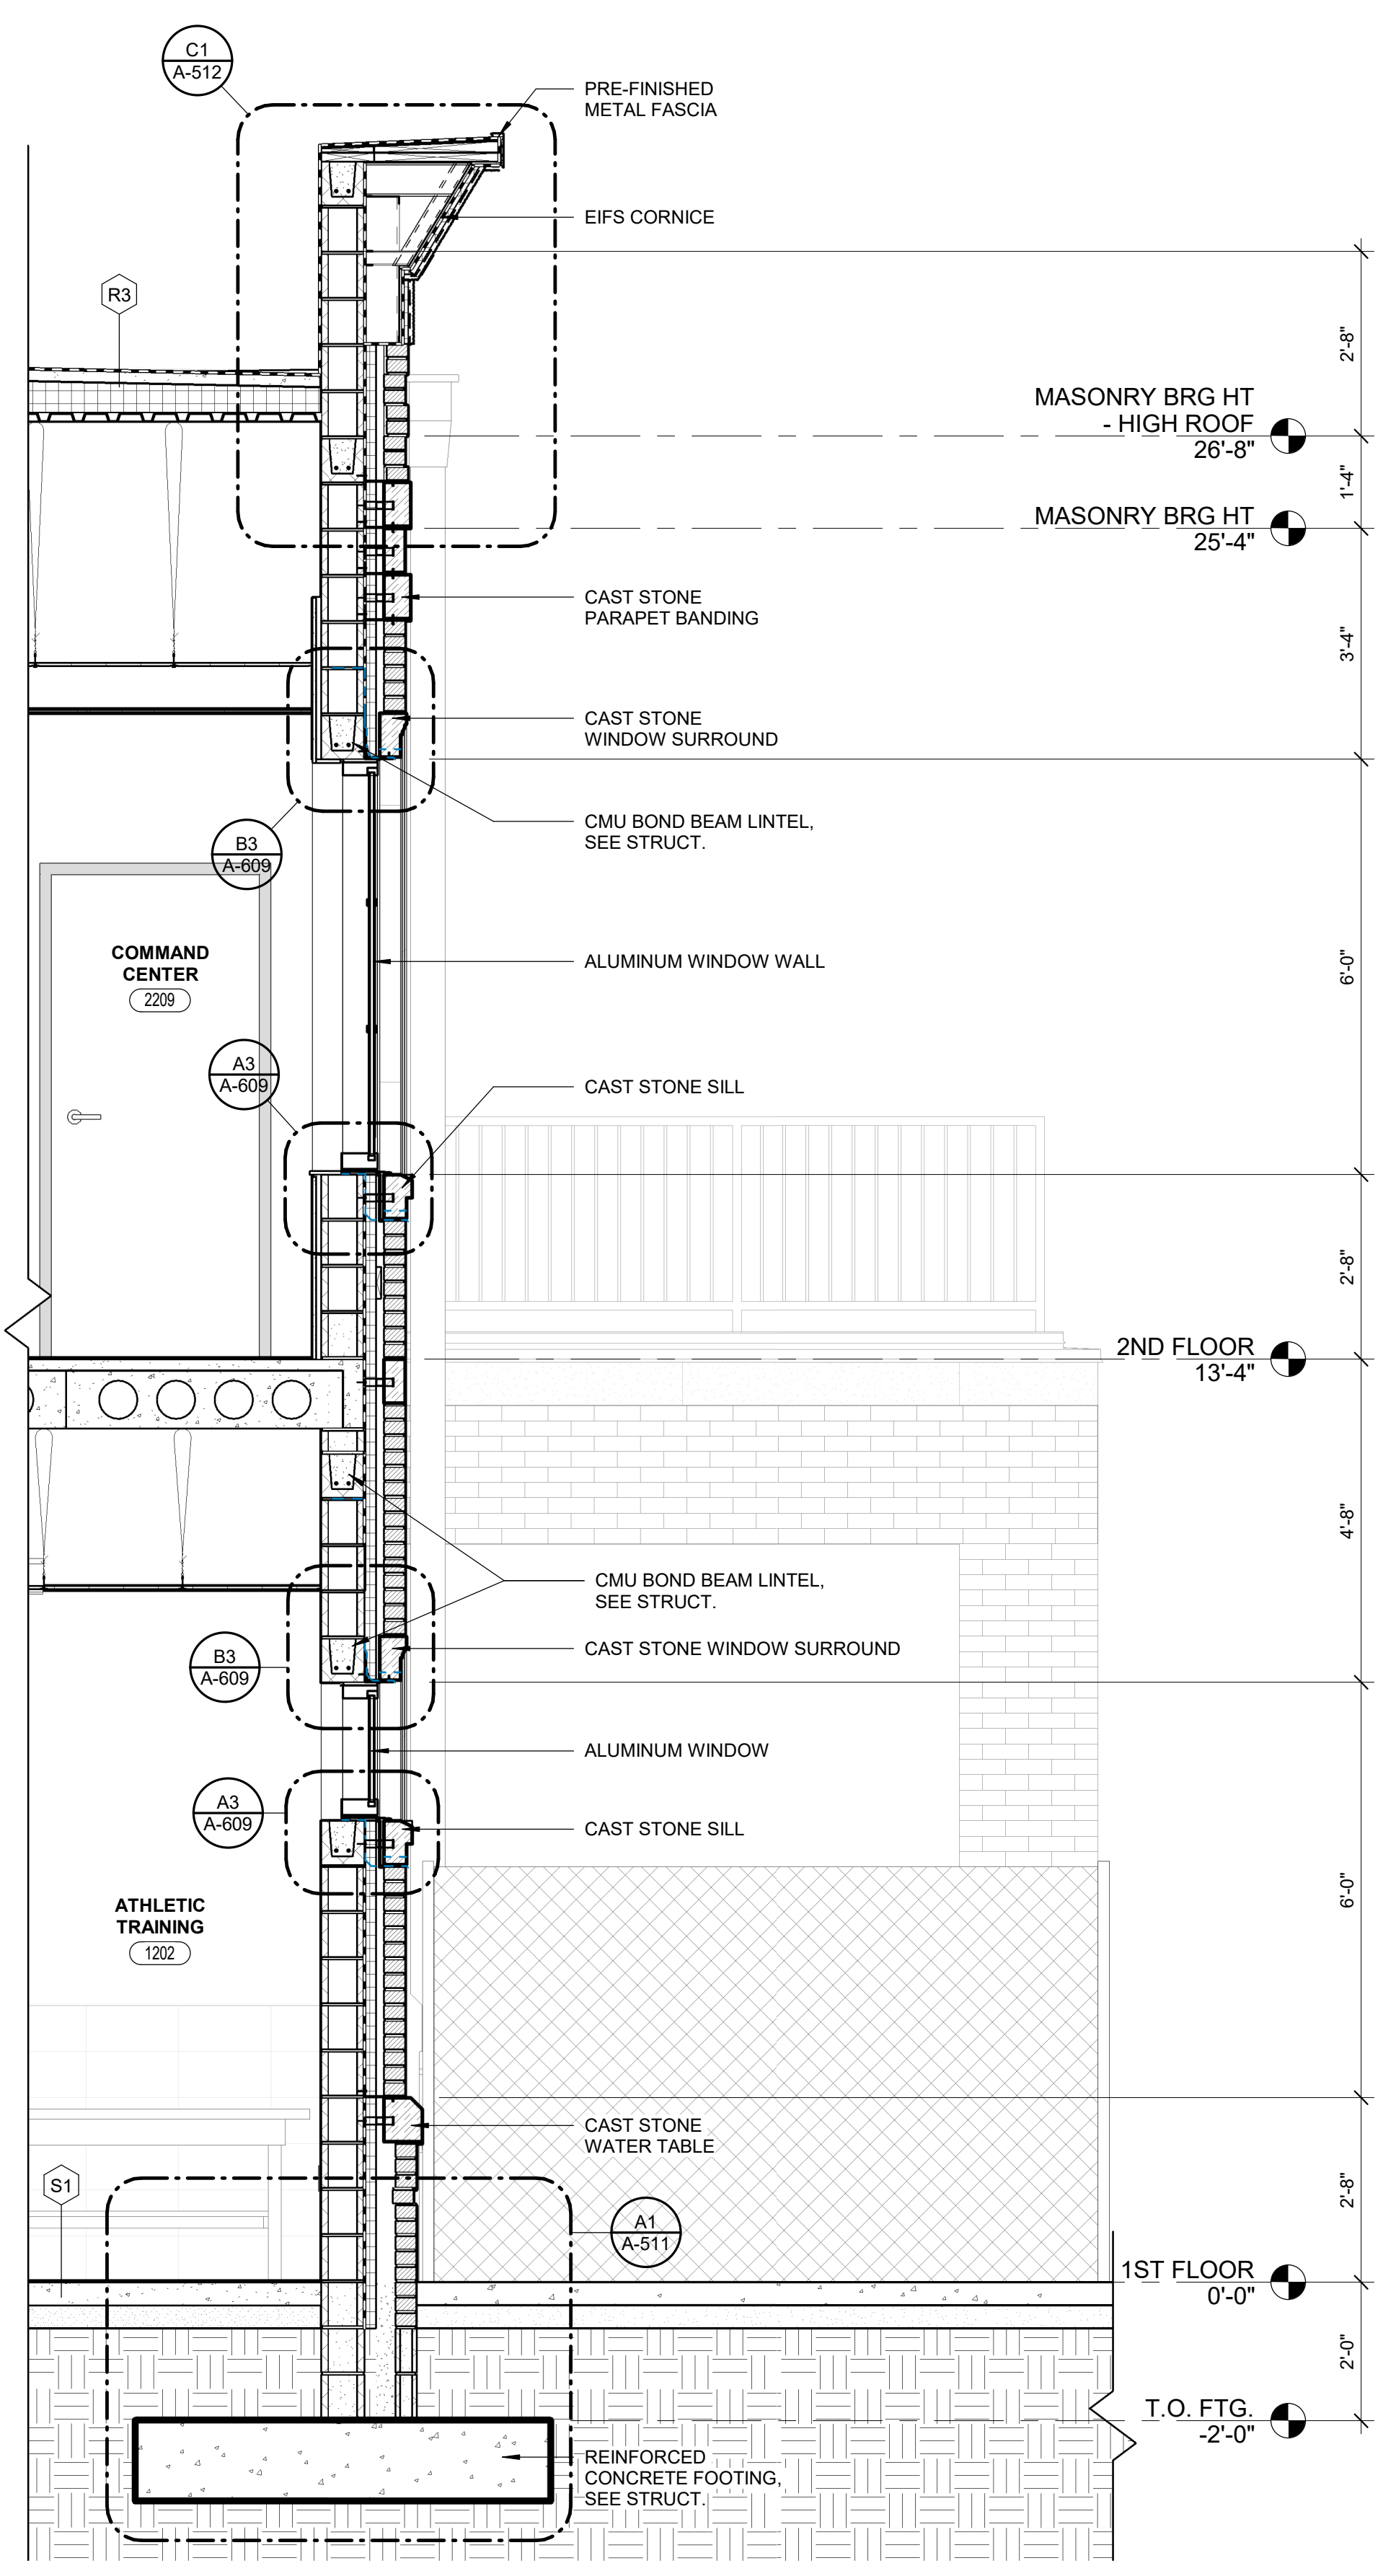 C1
A-512
PRE-FINISHED
METAL FASCIA
EIFS CORNICE
R3
2'-8"
MASONRY BRG HT
- HIGH ROOF
26'-8"
1'-4"
MASONRY BRG HT
25'-4"
CAST STONE
PARAPET BANDING
3'-4"
CAST STONE
WINDOW SURROUND
CMU BOND BEAM LINTEL,
SEE STRUCT.
B3
A-609
COMMAND
CENTER
2209
ALUMINUM WINDOW WALL
6'-0"
A3
A-609
CAST STONE SILL
2'-8"
2ND FLOOR
13'-4"
4'-8"
CMU BOND BEAM LINTEL,
SEE STRUCT.
B3
A-609
CAST STONE WINDOW SURROUND
ALUMINUM WINDOW
A3
A-609
CAST STONE SILL
6'-0"
ATHLETIC
TRAINING
1202
CAST STONE
WATER TABLE
S1
2'-8"
A1
A-511
1ST FLOOR
0'-0"
2'-0"
T.O. FTG.
-2'-0"
REINFORCED
CONCRETE FOOTING,
SEE STRUCT.